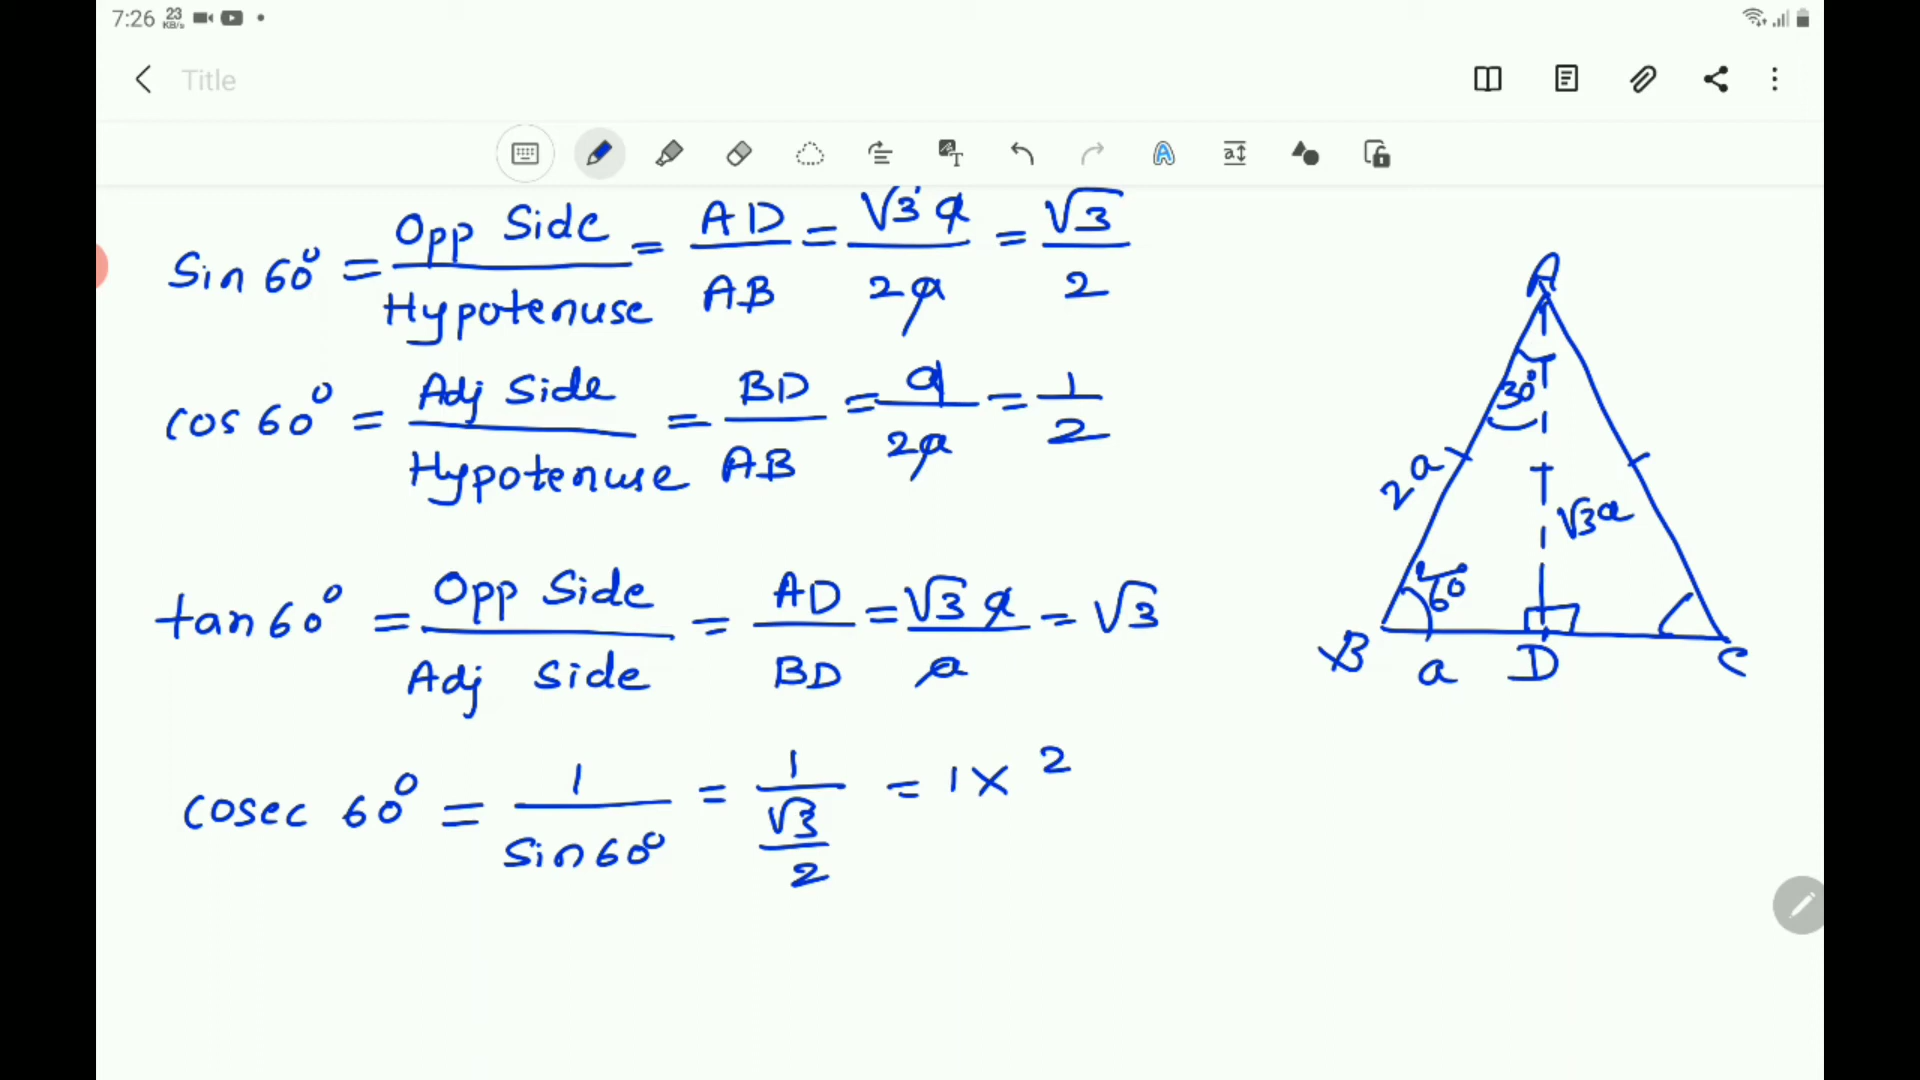 7:26 23 KB/s
Title
Sin 60° = Opp Side / Hypotenuse = AD / AB = √3 a / 2a = √3 / 2
cos 60° = Adj Side / Hypotenuse = BD / AB = a / 2a = 1 / 2
tan 60° = Opp Side / Adj Side = AD / BD = √3 a / a = √3
cosec 60° = 1 / Sin 60° = 1 / √3 / 2 = 1 × 2
A
30°
2a
√3a
60
B a D C